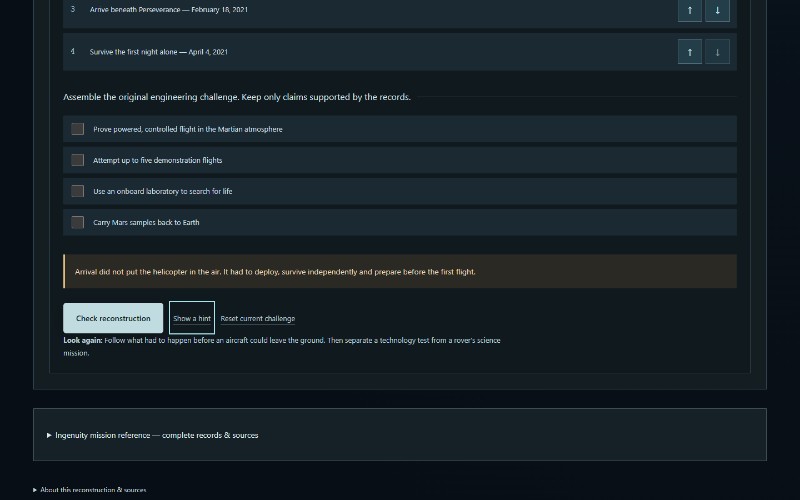 3 Arrive beneath Perseverance — February 18, 2021 ↑ ↓
4 Survive the first night alone — April 4, 2021 ↑ ↓
Assemble the original engineering challenge. Keep only claims supported by the records.
Prove powered, controlled flight in the Martian atmosphere
Attempt up to five demonstration flights
Use an onboard laboratory to search for life
Carry Mars samples back to Earth
Arrival did not put the helicopter in the air. It had to deploy, survive independently and prepare before the first flight.
Check reconstruction Show a hint Reset current challenge
Look again: Follow what had to happen before an aircraft could leave the ground. Then separate a technology test from a rover's science
mission.
▶ Ingenuity mission reference — complete records & sources
▶ About this reconstruction & sources